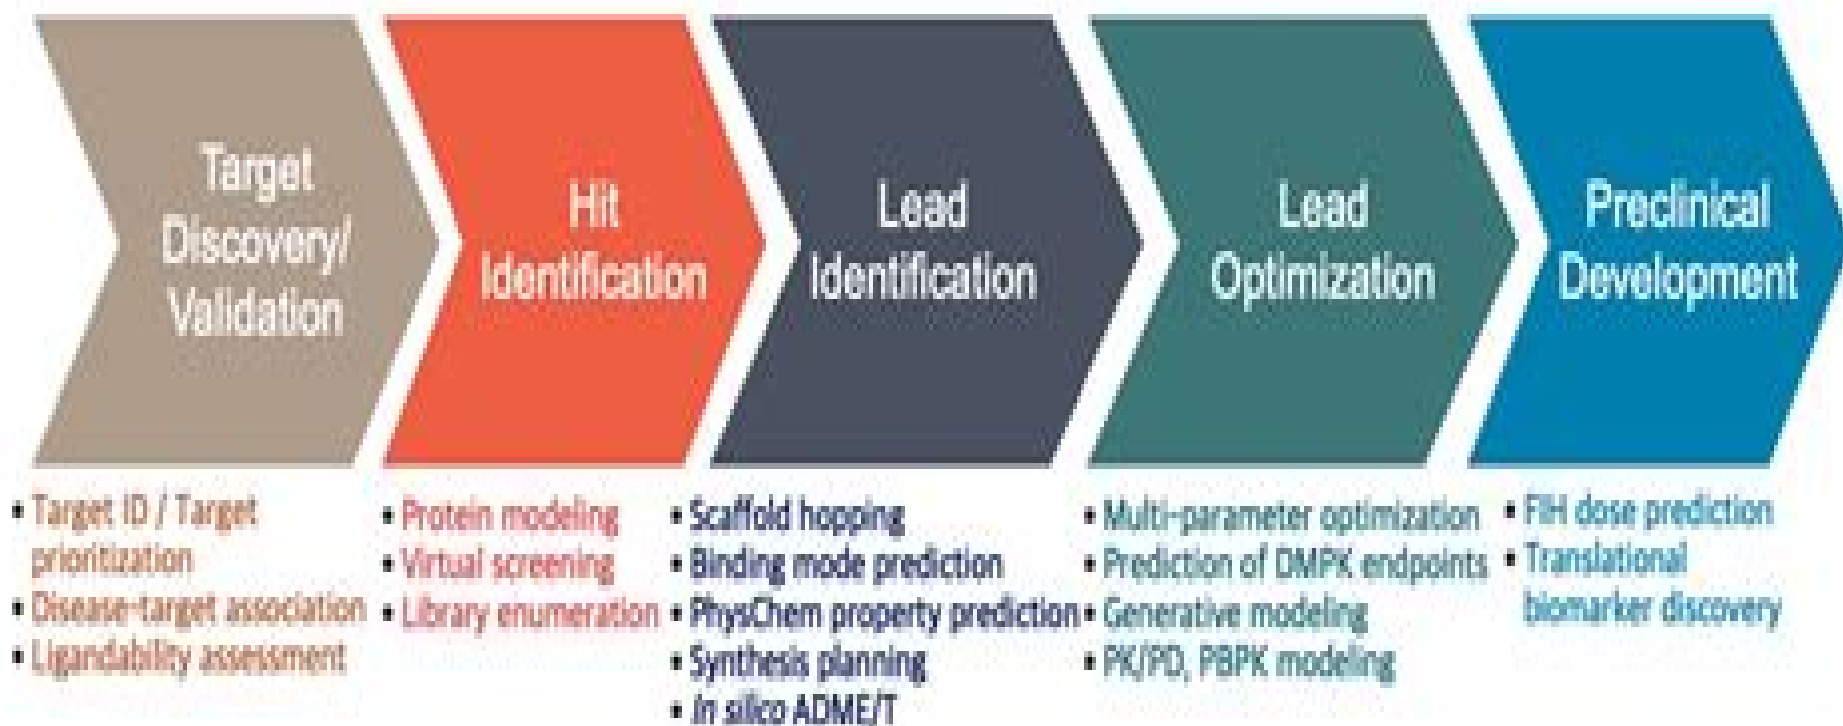 Target
Discovery/
Validation
Hit
Identification
Lead
Identification
Lead
Optimization
Preclinical
Development
• Target ID / Target
prioritization
• Disease-target association
• Ligandability assessment
• Protein modeling
• Virtual screening
• Library enumeration
• Scaffold hopping
• Binding mode prediction
• PhysChem property prediction
• Synthesis planning
• In silico ADME/T
• Multi-parameter optimization
• Prediction of DMPK endpoints
• Generative modeling
• PK/PD, PBPK modeling
• FIH dose prediction
• Translational
biomarker discovery